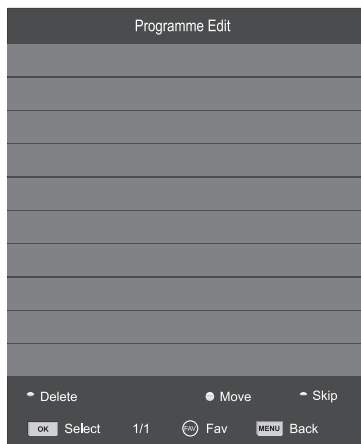 Programme Edit
Delete Move Skip
OK Select 1/1 FAV Fav MENU Back